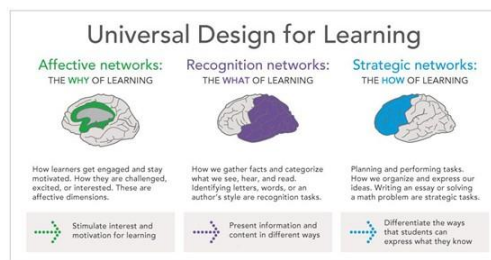 Universal Design for Learning
Affective networks:
THE WHY OF LEARNING
How learners get engaged and stay
motivated. How they are challenged,
excited, or interested. These are
affective dimensions.
Stimulate interest and
motivation for learning
Recognition networks:
THE WHAT OF LEARNING
How we gather facts and categorize
what we see, hear, and read.
Identifying letters, words, or an
author's style are recognition tasks.
Present information and
content in different ways
Strategic networks:
THE HOW OF LEARNING
Planning and performing tasks.
How we organize and express our
ideas. Writing an essay or solving
a math problem are strategic tasks.
Differentiate the ways
that students can
express what they know